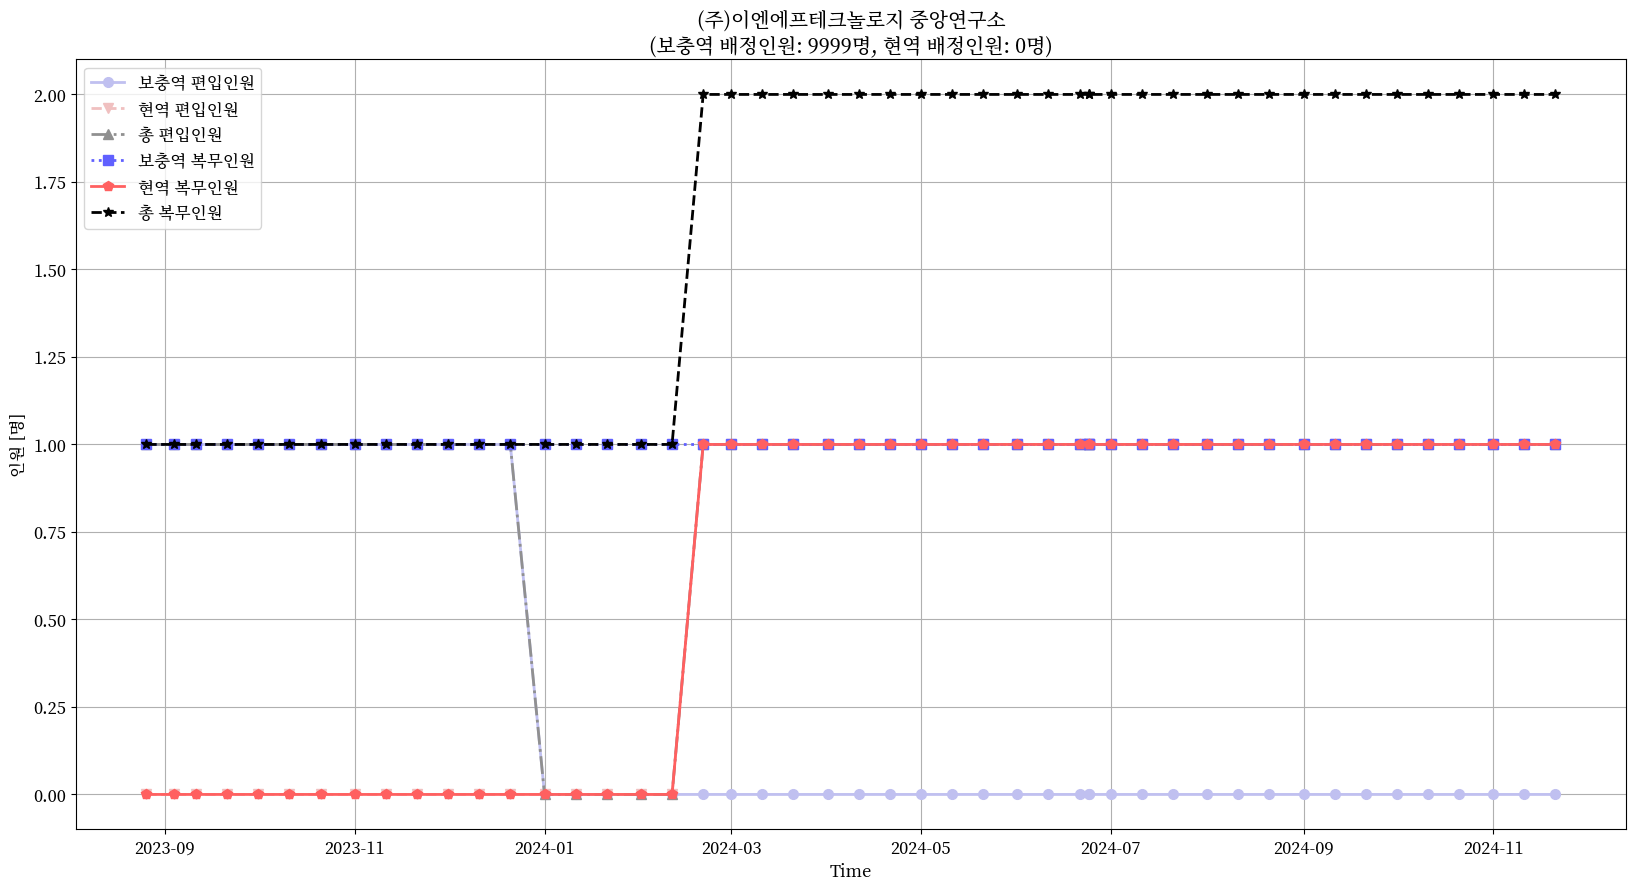 (주)이엔에프테크놀로지 중앙연구소
(보충역 배정인원: 9999명, 현역 배정인원: 0명)
보충역 편입인원
현역 편입인원
총 편입인원
보충역 복무인원
현역 복무인원
총 복무인원
2.00
1.75
1.50
1.25
1.00
0.75
0.50
0.25
0.00
인원 [명]
2023-09
2023-11
2024-01
2024-03
2024-05
2024-07
2024-09
2024-11
Time